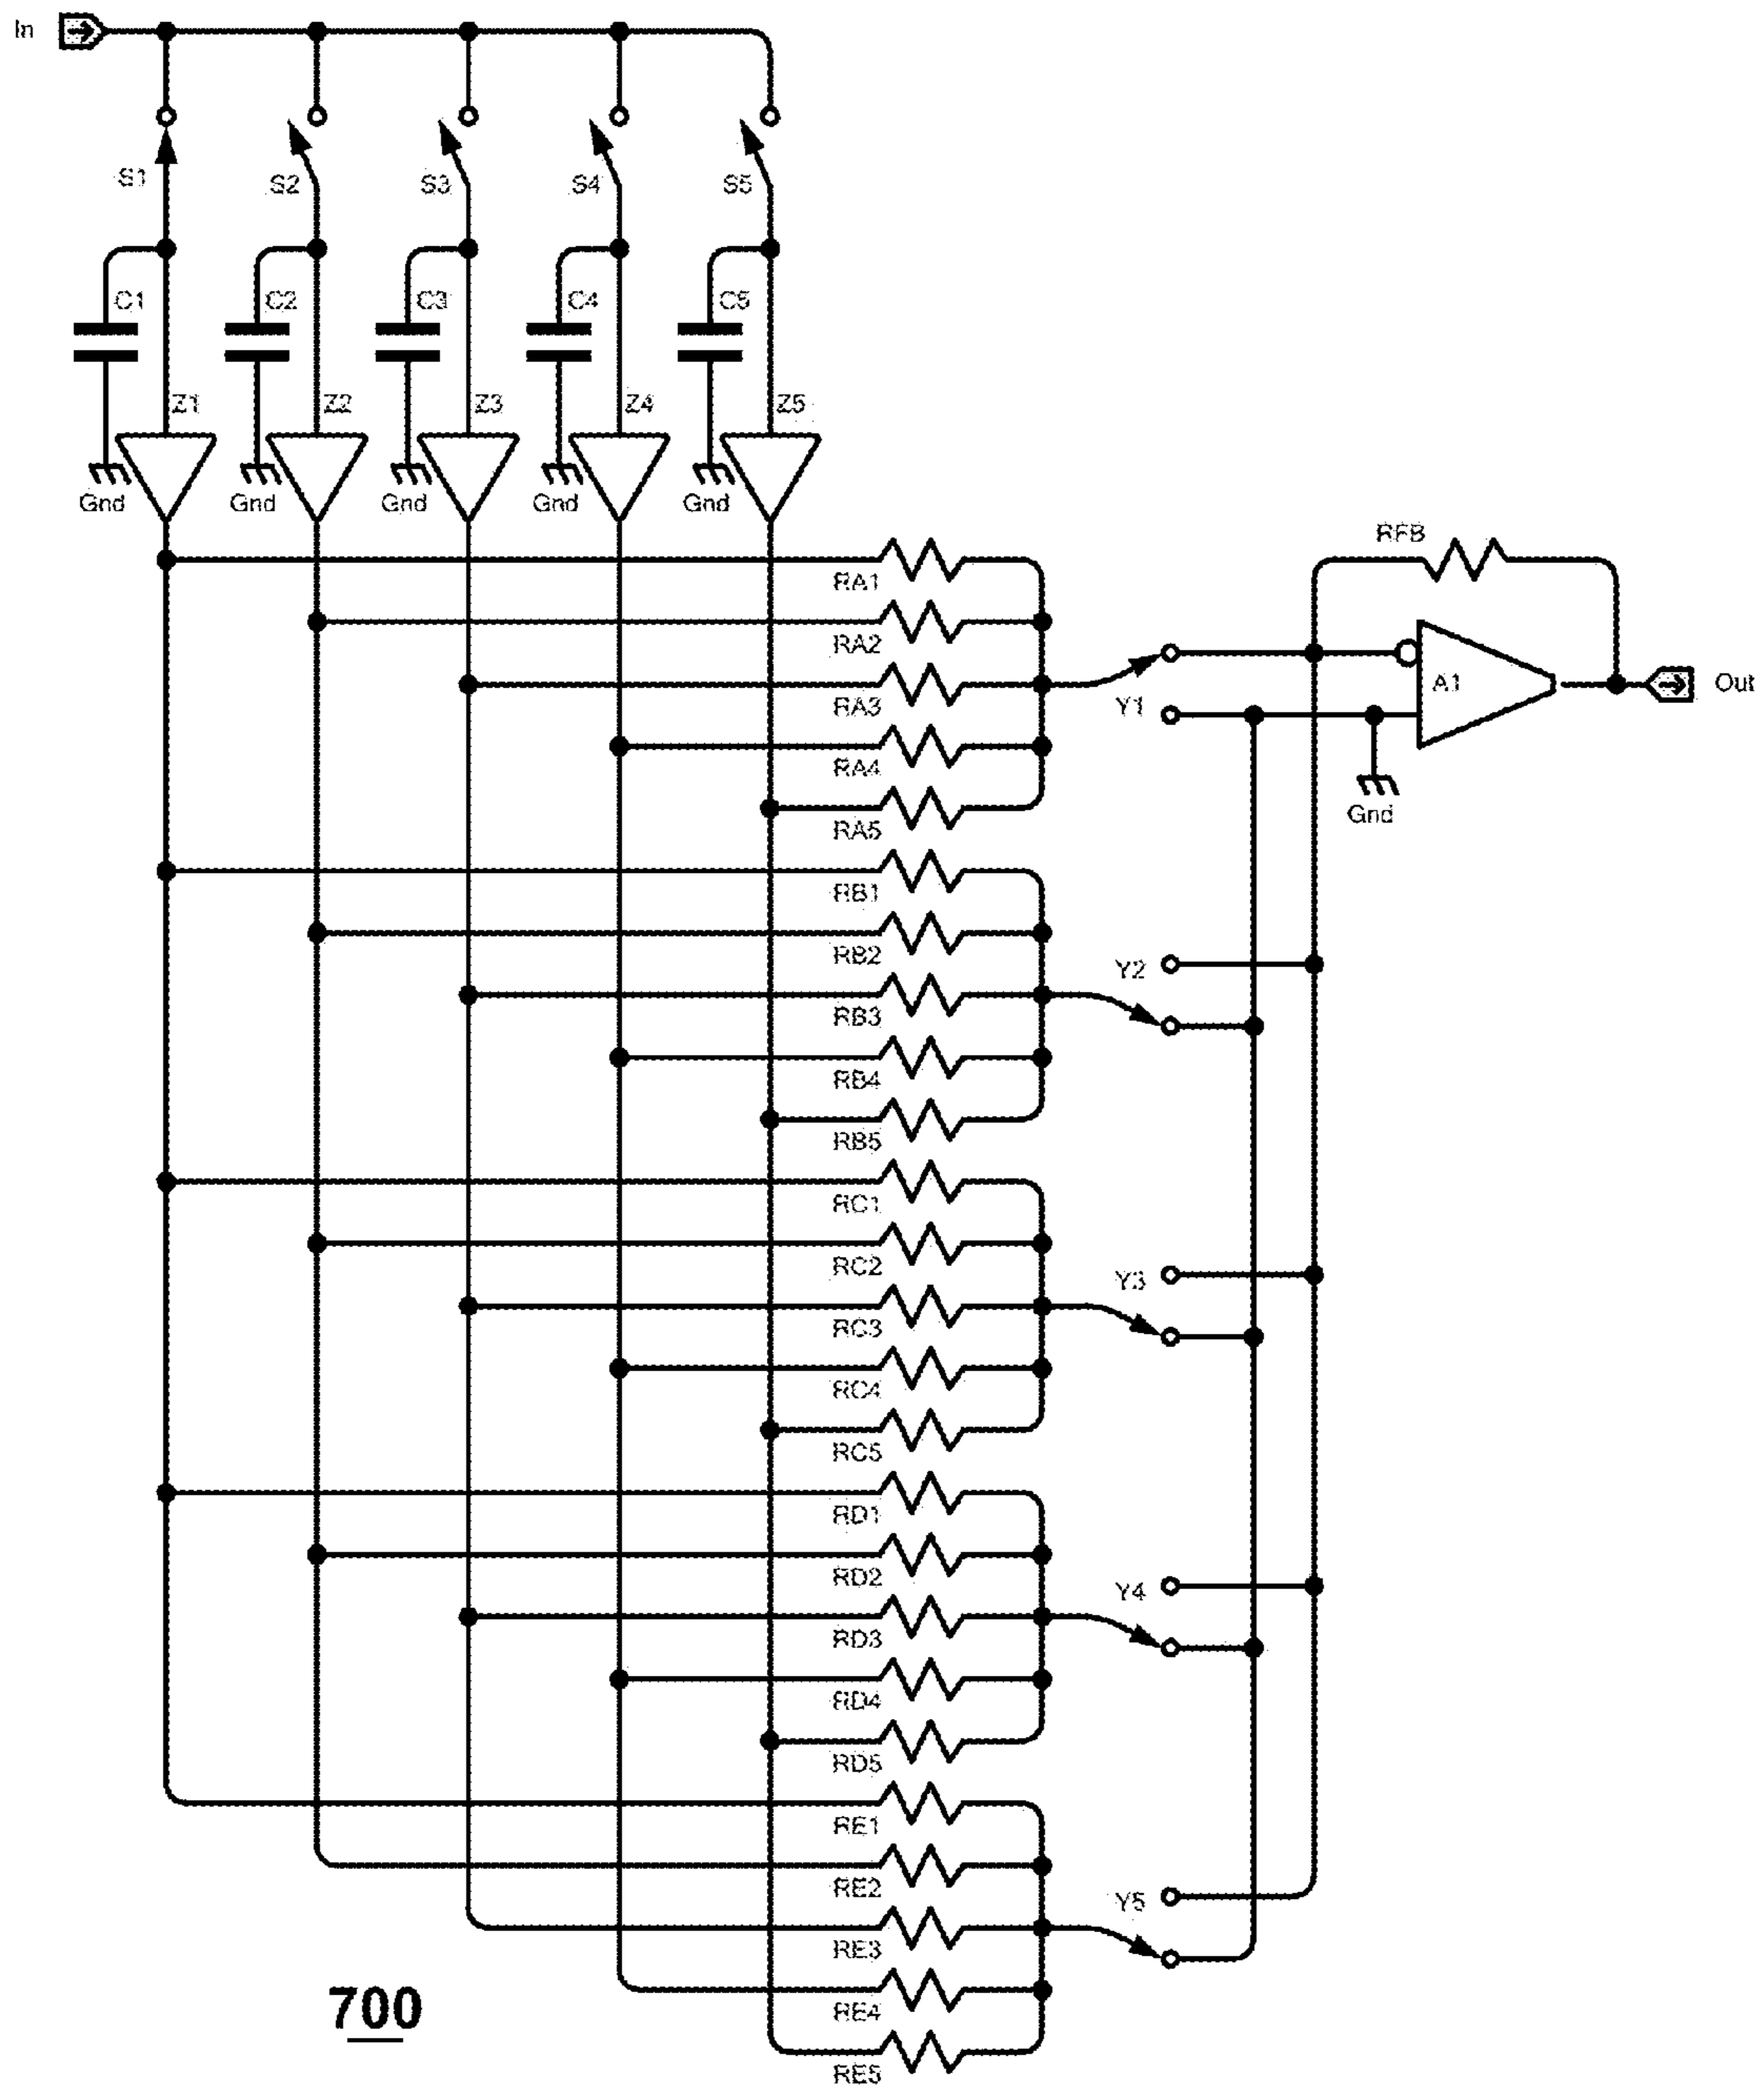 In
S1 S2 S3 S4 S5
C1 C2 C3 C4 C5
Z1 Z2 Z3 Z4 Z5
Gnd Gnd Gnd Gnd Gnd
RFB
RA1
RA2
A1 Out
RA3 Y1
RA4
Gnd
RA5
RB1
RB2 Y2
RB3
RB4
RB5
RC1
RC2 Y3
RC3
RC4
RC5
RD1
RD2 Y4
RD3
RD4
RD5
RE1
RE2 Y5
RE3
RE4
700
RE5